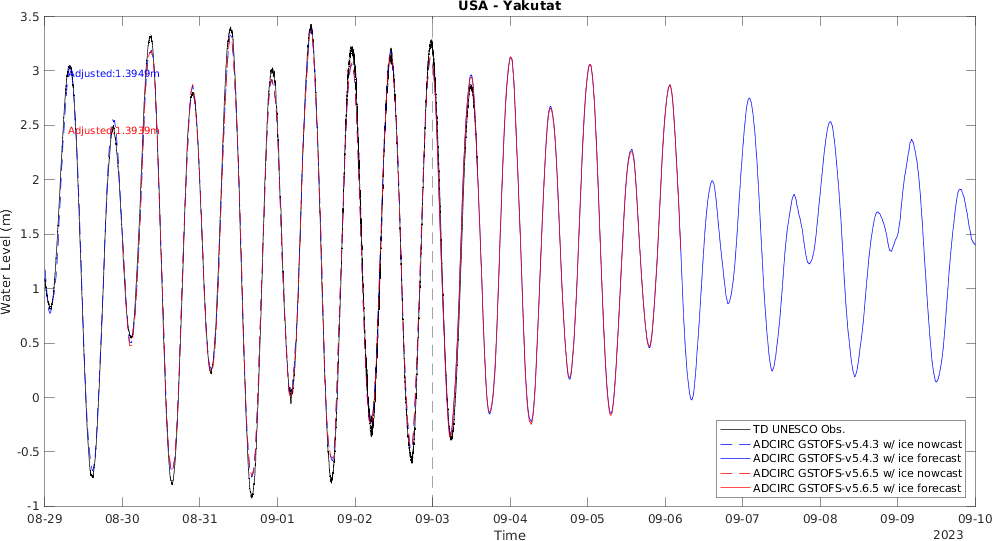 USA - Yakutat
3.5
3
2.5
2
1.5
1
0.5
0
-0.5
-1
Water Level (m)
Adjusted:1.3949m
Adjusted:1.3939m
TD UNESCO Obs.
ADCIRC GSTOFS-v5.4.3 w/ ice nowcast
ADCIRC GSTOFS-v5.4.3 w/ ice forecast
ADCIRC GSTOFS-v5.6.5 w/ ice nowcast
ADCIRC GSTOFS-v5.6.5 w/ ice forecast
08-29 08-30 08-31 09-01 09-02 09-03 09-04 09-05 09-06 09-07 09-08 09-09 09-10
Time
2023